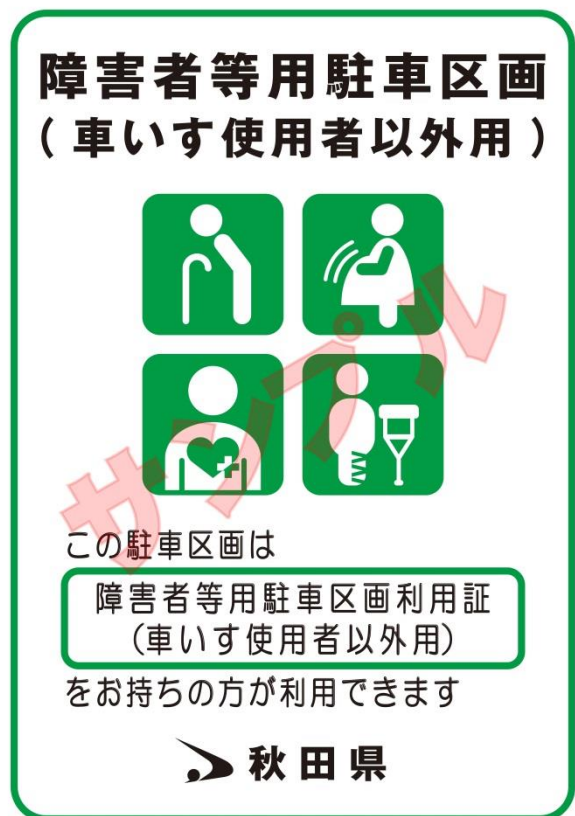 障害者等用駐車区画
(車いす使用者以外用)
サンプル
この駐車区画は
障害者等用駐車区画利用証
(車いす使用者以外用)
をお持ちの方が利用できます
秋田県